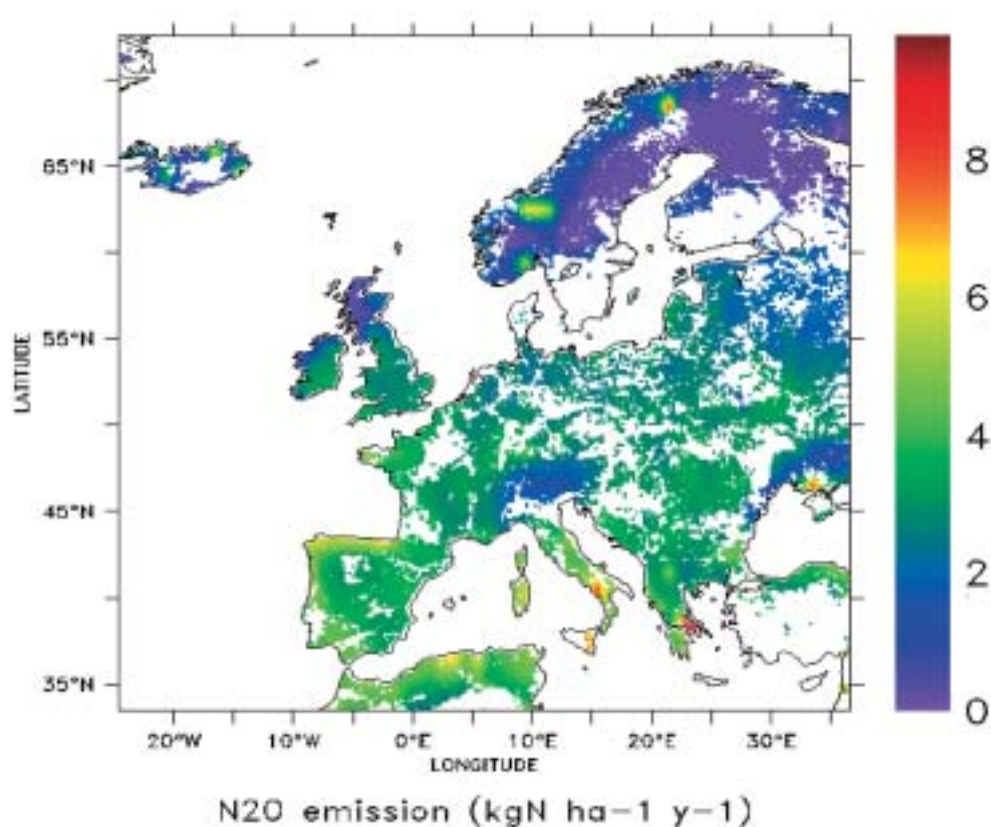 65°N
55°N
45°N
35°N
LATITUDE
20°W 10°W 0°E 10°E 20°E 30°E
LONGITUDE
8
6
4
2
0
N2O emission (kgN ha-1 y-1)